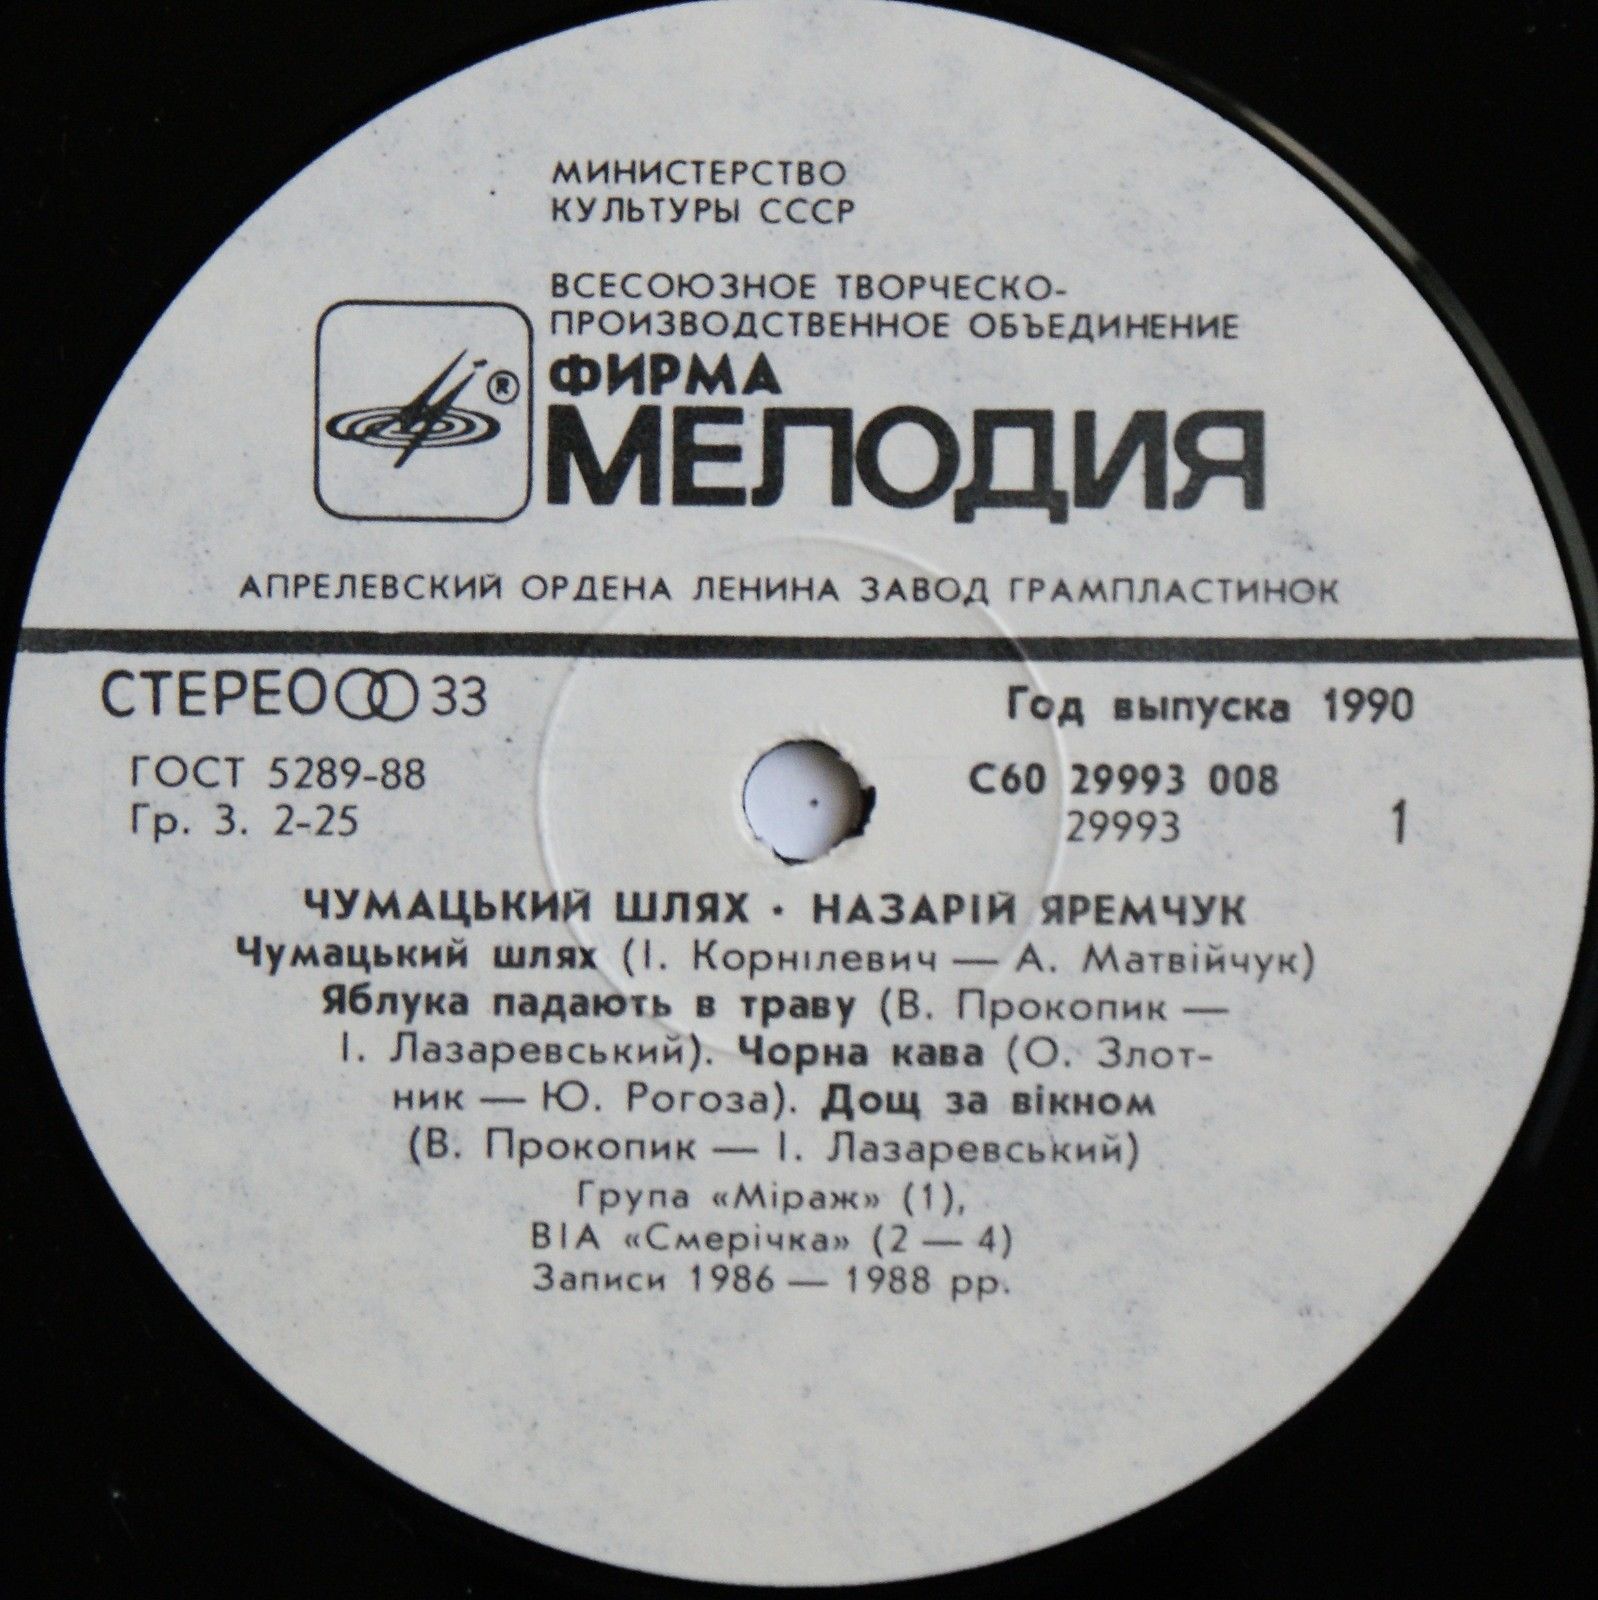 МИНИСТЕРСТВО
КУЛЬТУРЫ СССР
ВСЕСОЮЗНОЕ ТВОРЧЕСКО-
ПРОИЗВОДСТВЕННОЕ ОБЪЕДИНЕНИЕ
®
ФИРМА
МЕЛОДИЯ
АПРЕЛЕВСКИЙ ОРДЕНА ЛЕНИНА ЗАВОД ГРАМПЛАСТИНОК
СТЕРЕО 33
Год выпуска 1990
ГОСТ 5289-88
С60 29993 008
Гр. 3. 2-25
29993
1
ЧУМАЦЬКИЙ ШЛЯХ · НАЗАРІЙ ЯРЕМЧУК
Чумацький шлях (І. Корнілевич — А. Матвійчук)
Яблука падають в траву (В. Прокопик —
І. Лазаревський). Чорна кава (О. Злот-
ник — Ю. Рогоза). Дощ за вікном
(В. Прокопик — І. Лазаревський)
Група «Міраж» (1),
ВІА «Смерічка» (2 — 4)
Записи 1986 — 1988 рр.